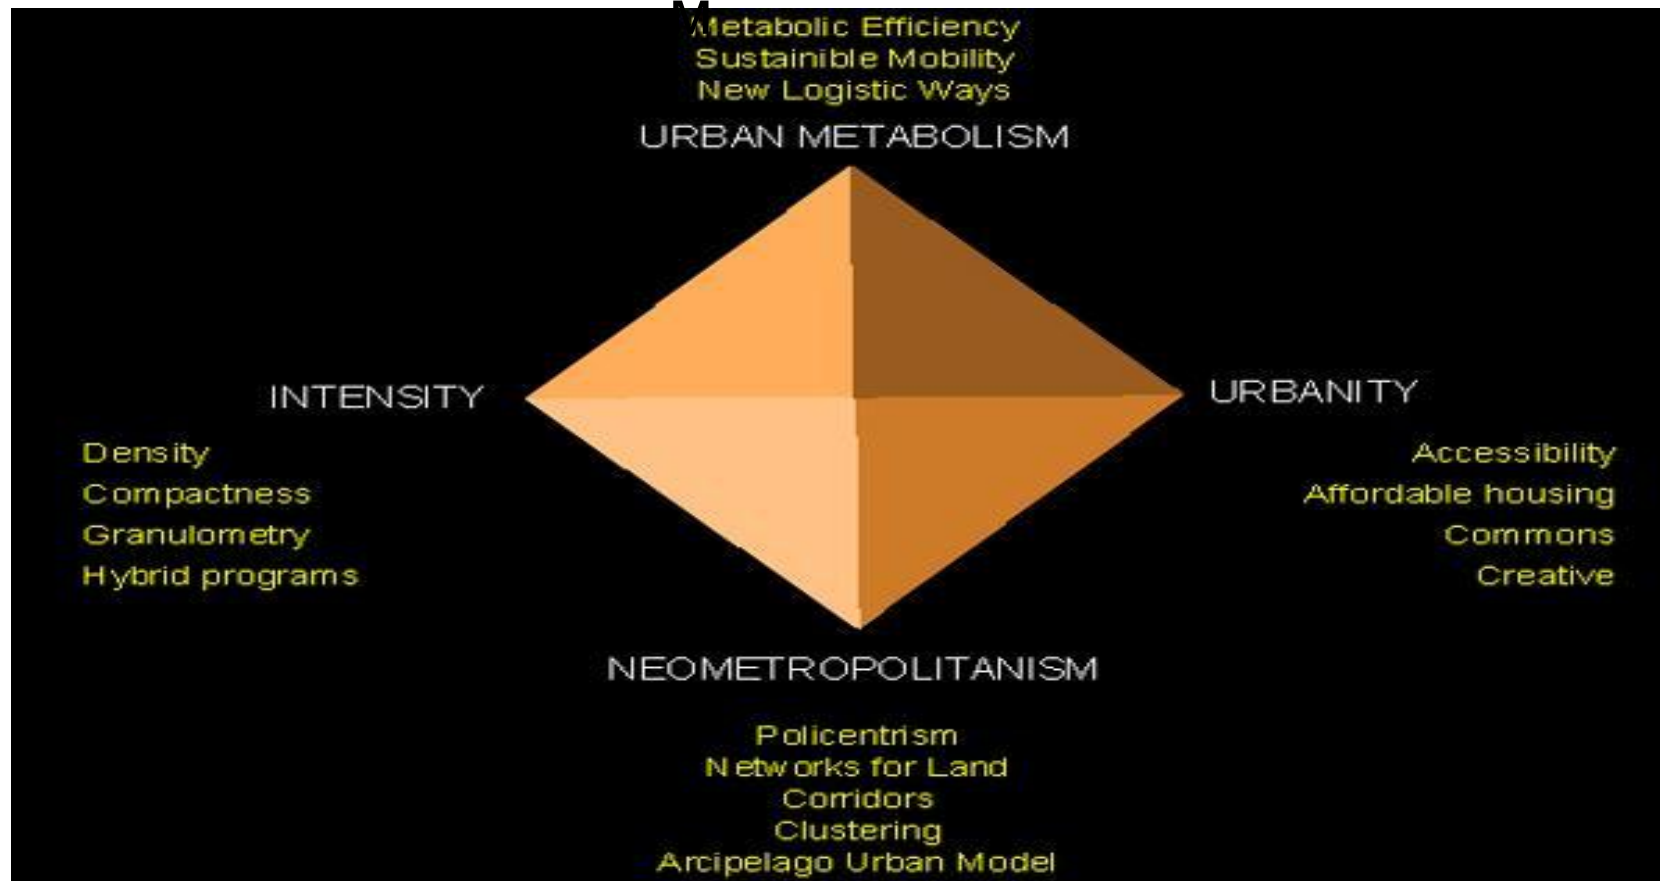 Metabolic Efficiency
Sustainible Mobility
New Logistic Ways
URBAN METABOLISM
INTENSITY
Density
Compactness
Granulometry
Hybrid programs
URBANITY
Accessibility
Affordable housing
Commons
Creative
NEOMETROPOLITANISM
Policentrism
Networks for Land
Corridors
Clustering
Arcipelago Urban Model